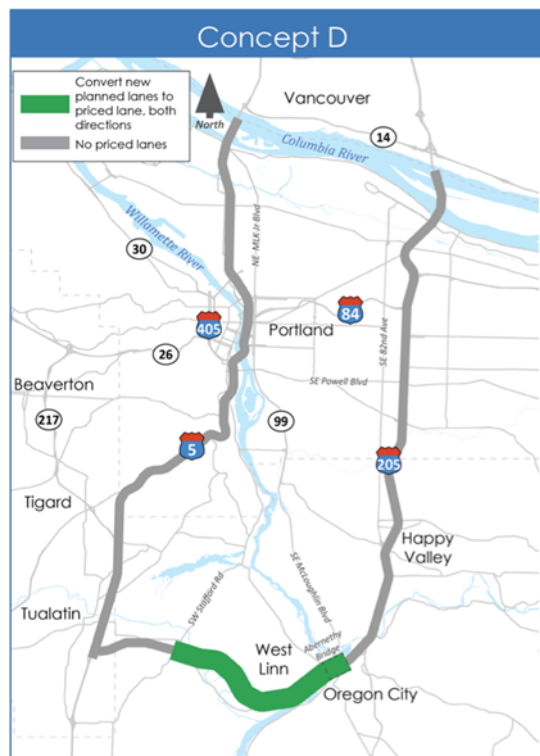 Concept D
Convert new
planned lanes to
priced lane, both
directions
No priced lanes
North
Vancouver
14
Columbia River
Willamette River
NE-MLK Jr Blvd
30
405
84
Portland
SE 82nd Ave
26
Beaverton
SE Powell Blvd
217
99
5
205
Tigard
Happy
Valley
SW Stafford Rd
SE McLoughlin Blvd
Tualatin
West
Linn
Abernethy
Bridge
Oregon City